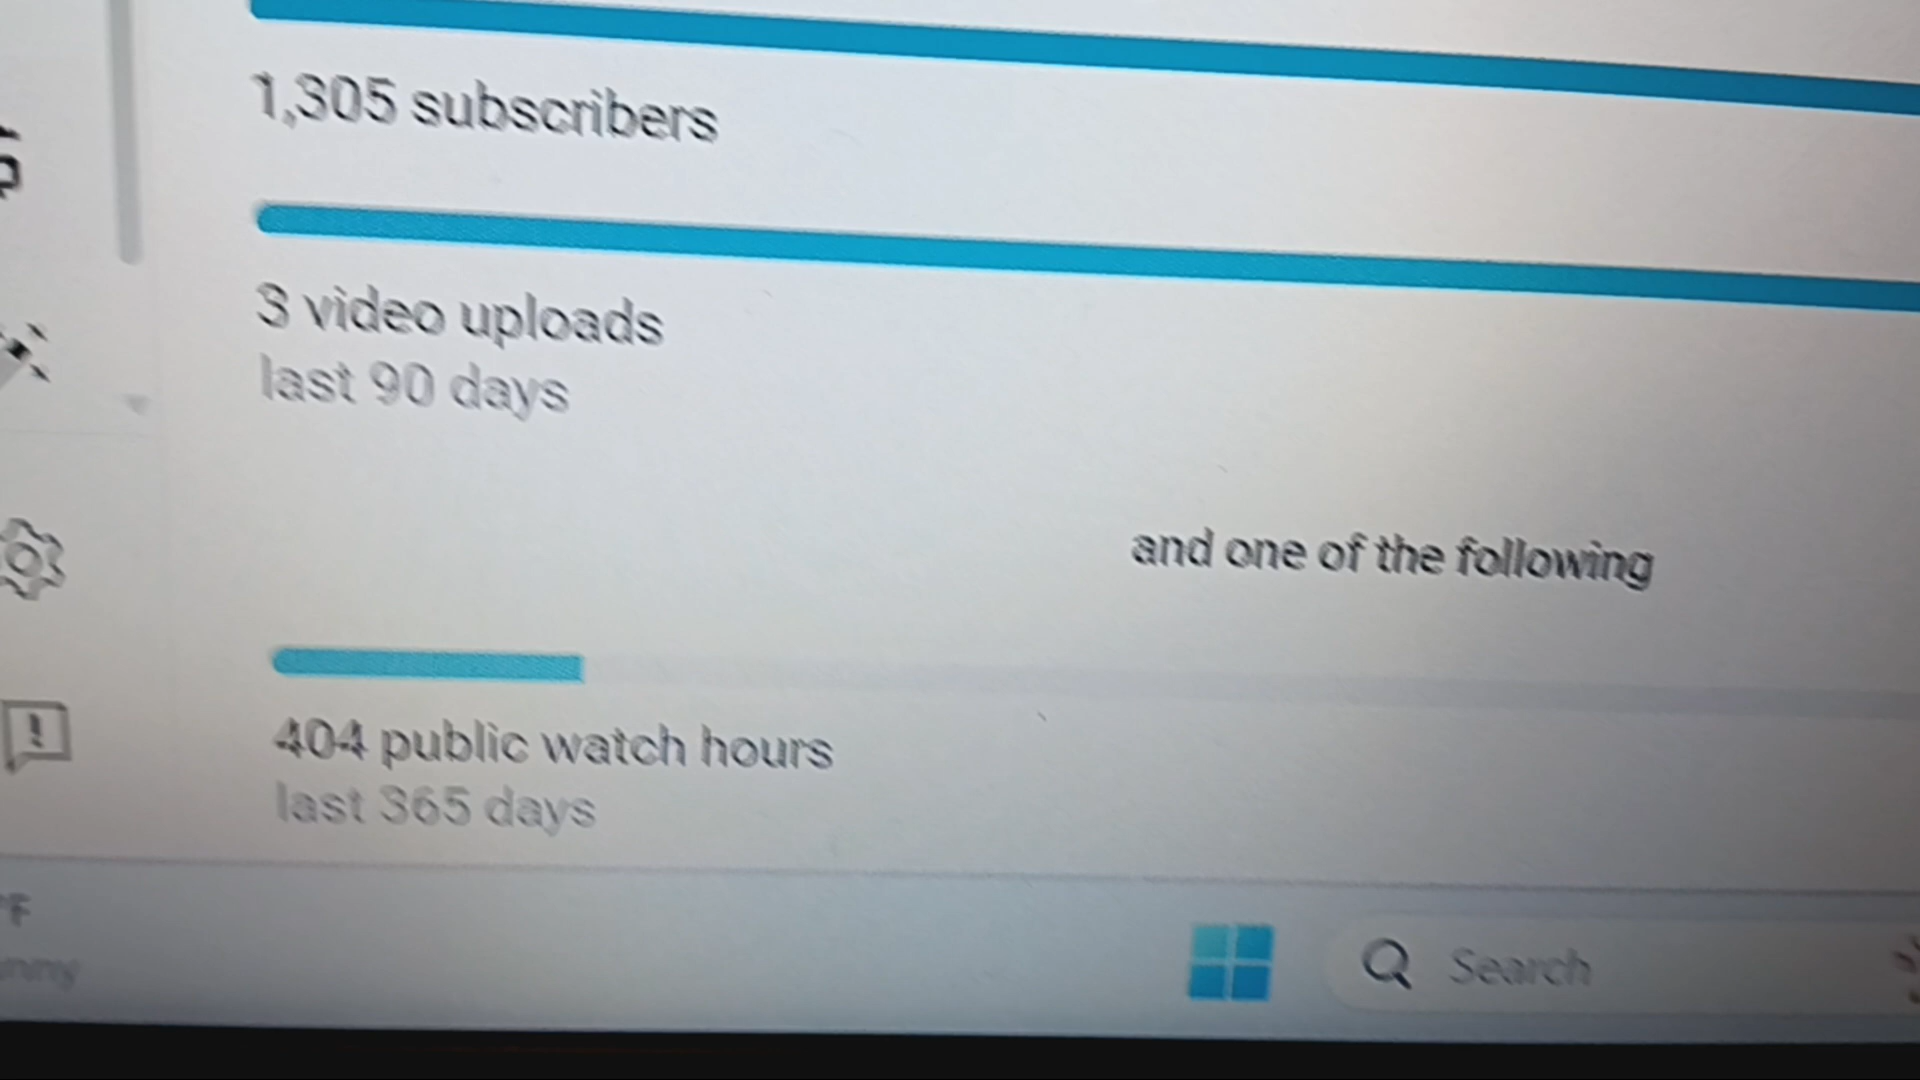 1,305 subscribers
3 video uploads
last 90 days
and one of the following
404 public watch hours
last 365 days
Search